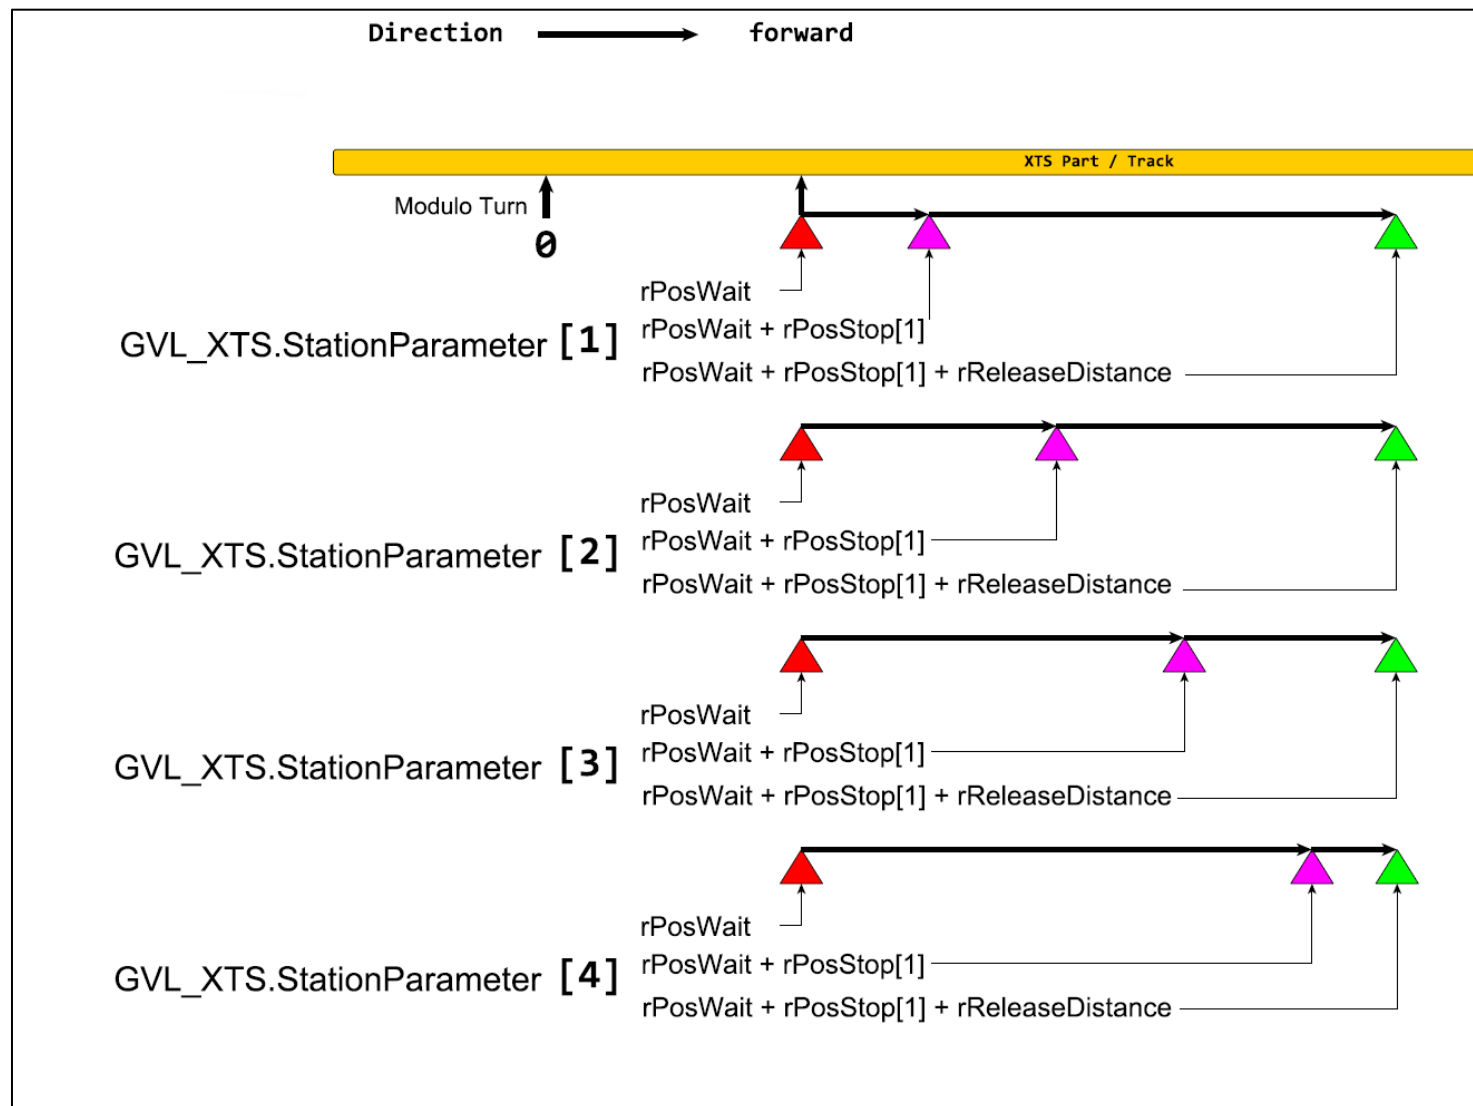 Direction forward
XTS Part / Track
Modulo Turn
0
rPosWait
GVL_XTS.StationParameter [1] rPosWait + rPosStop[1]
rPosWait + rPosStop[1] + rReleaseDistance
rPosWait
GVL_XTS.StationParameter [2] rPosWait + rPosStop[1]
rPosWait + rPosStop[1] + rReleaseDistance
rPosWait
GVL_XTS.StationParameter [3] rPosWait + rPosStop[1]
rPosWait + rPosStop[1] + rReleaseDistance
rPosWait
GVL_XTS.StationParameter [4] rPosWait + rPosStop[1]
rPosWait + rPosStop[1] + rReleaseDistance